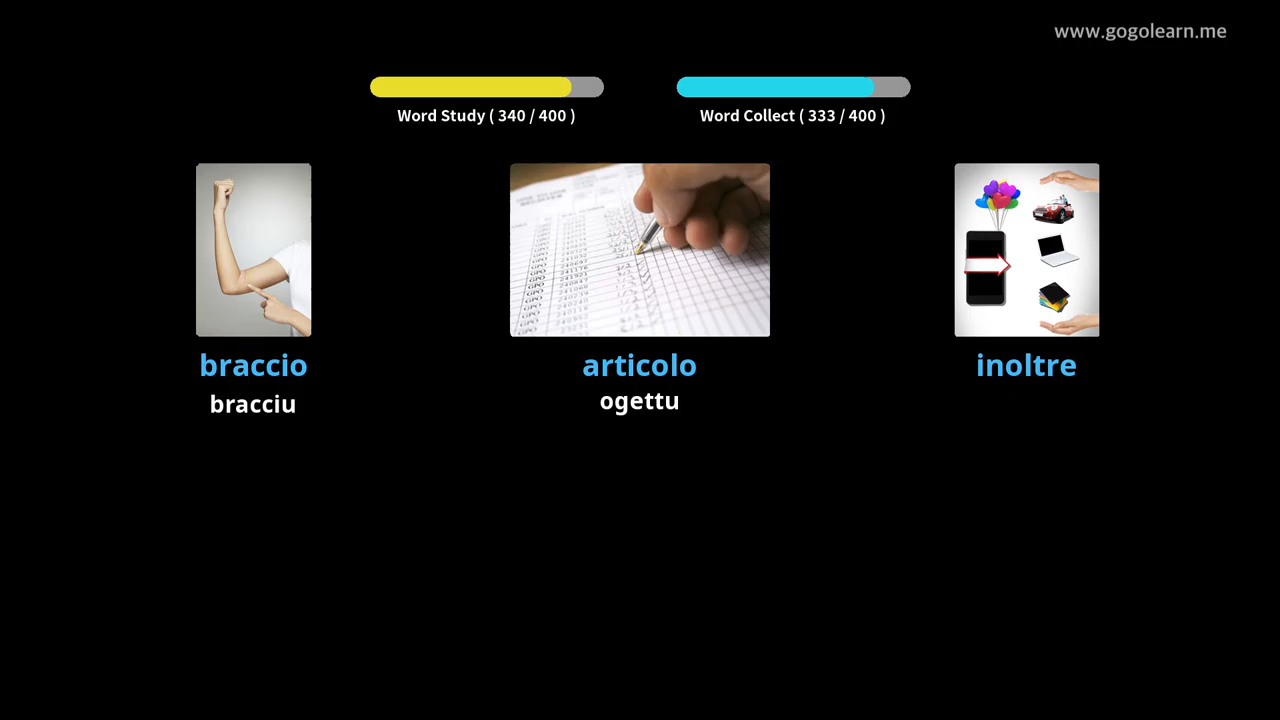 www.gogolearn.me
Word Study ( 340 / 400 )
Word Collect ( 333 / 400 )
braccio
bracciu
articolo
ogettu
inoltre